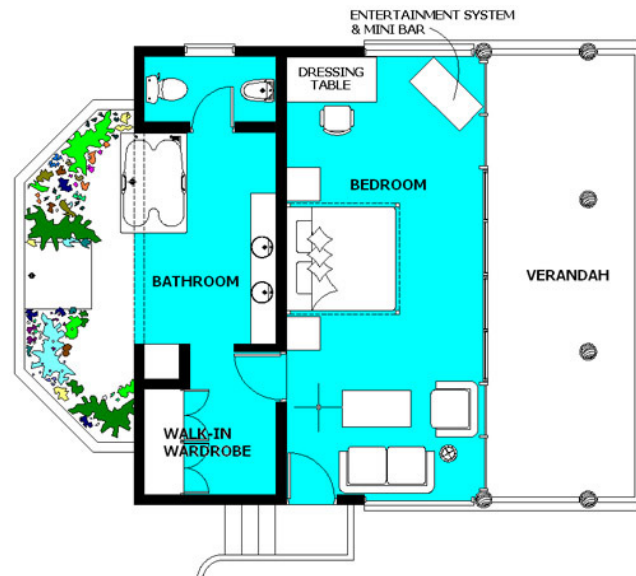 ENTERTAINMENT SYSTEM
& MINI BAR
DRESSING
TABLE
BEDROOM
VERANDAH
BATHROOM
WALK-IN
WARDROBE